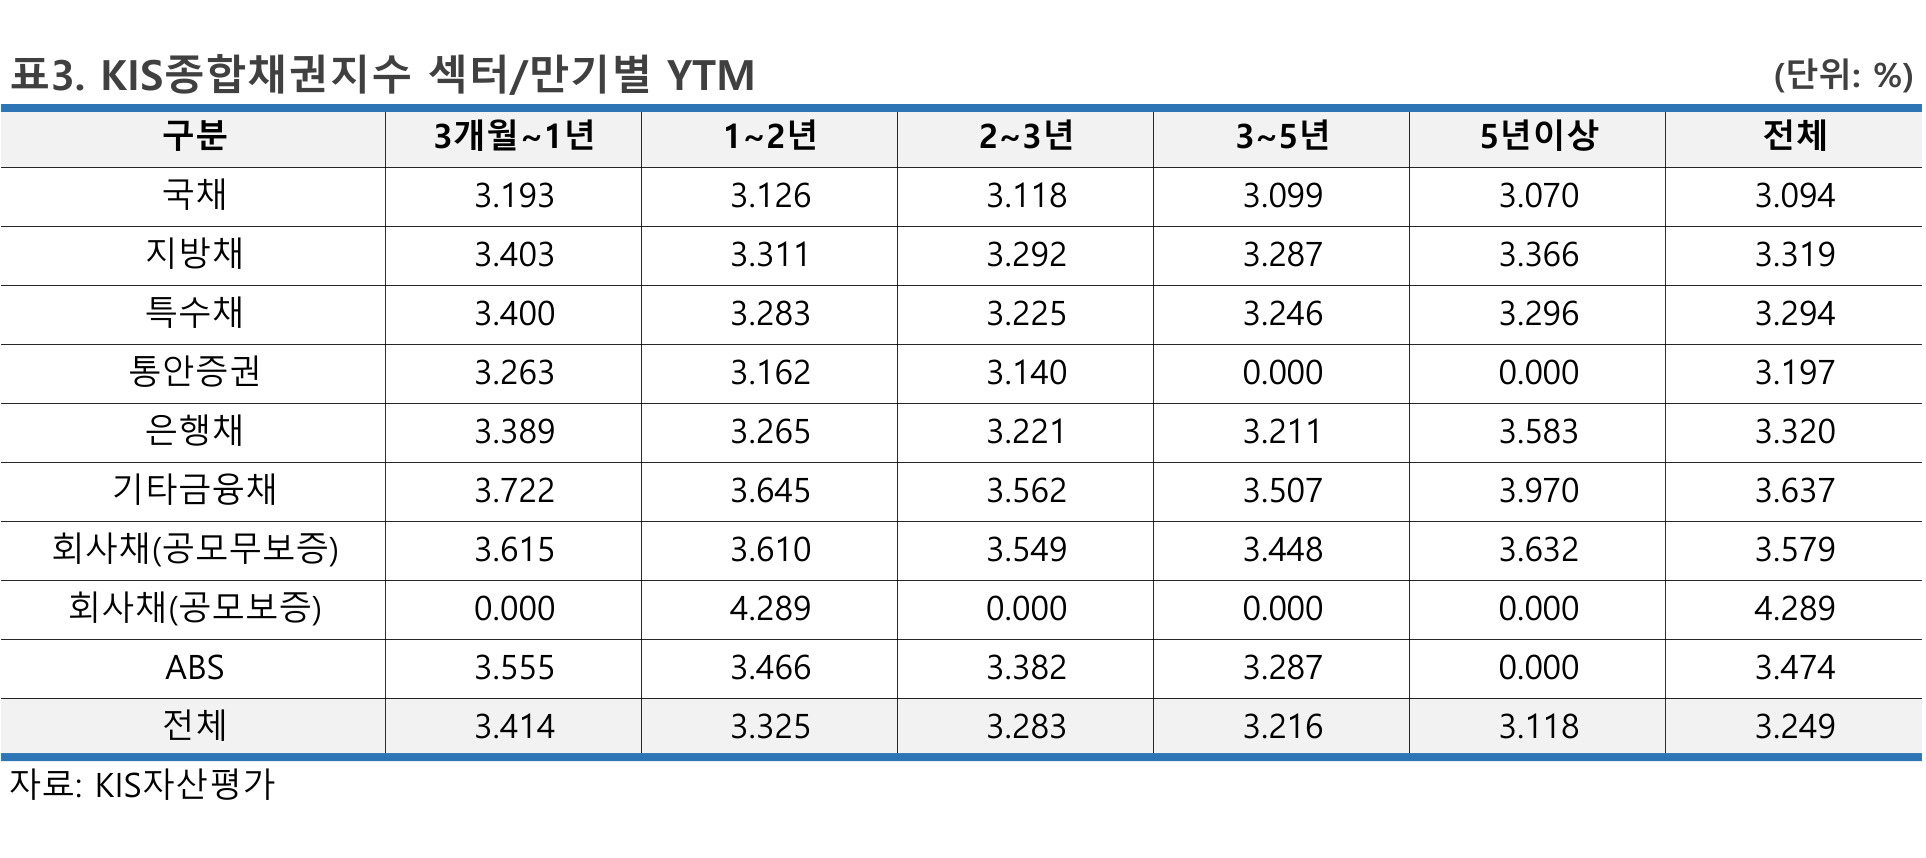 표3. KIS종합채권지수 섹터/만기별 YTM (단위: %)
구분 3개월~1년 1~2년 2~3년 3~5년 5년이상 전체
국채 3.193 3.126 3.118 3.099 3.070 3.094
지방채 3.403 3.311 3.292 3.287 3.366 3.319
특수채 3.400 3.283 3.225 3.246 3.296 3.294
통안증권 3.263 3.162 3.140 0.000 0.000 3.197
은행채 3.389 3.265 3.221 3.211 3.583 3.320
기타금융채 3.722 3.645 3.562 3.507 3.970 3.637
회사채(공모무보증) 3.615 3.610 3.549 3.448 3.632 3.579
회사채(공모보증) 0.000 4.289 0.000 0.000 0.000 4.289
ABS 3.555 3.466 3.382 3.287 0.000 3.474
전체 3.414 3.325 3.283 3.216 3.118 3.249
자료: KIS자산평가